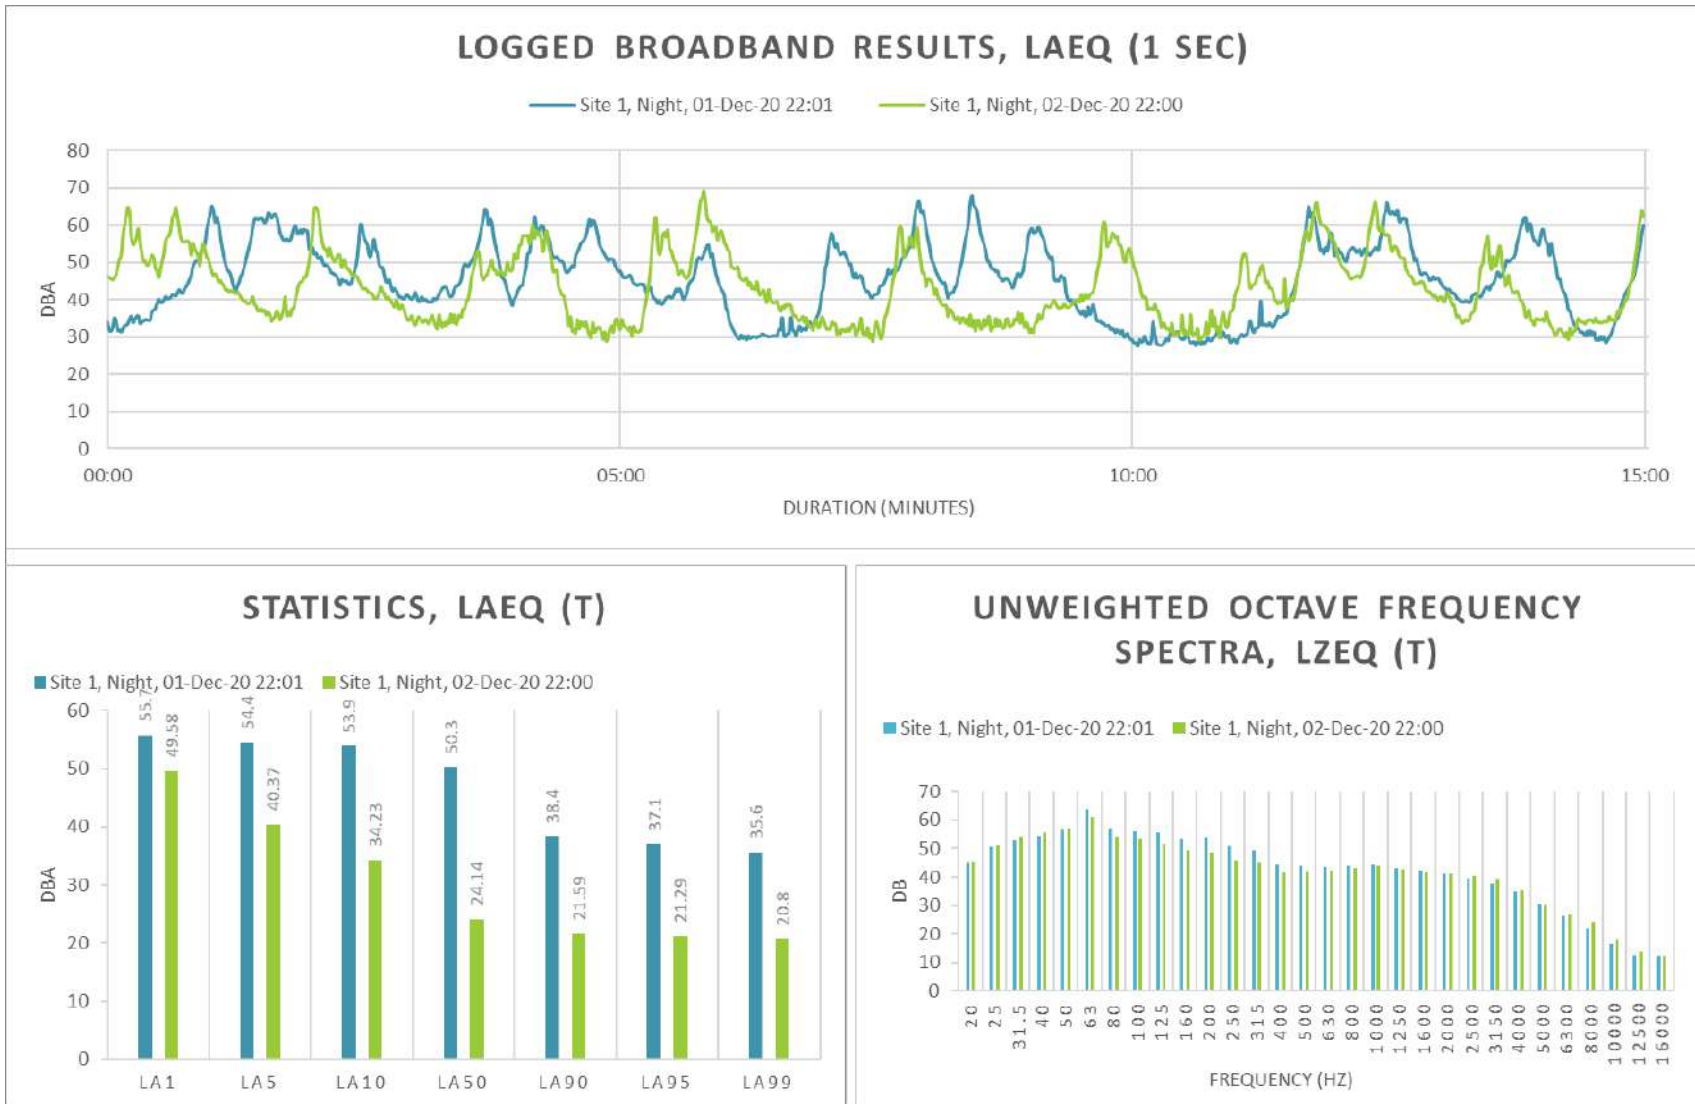 LOGGED BROADBAND RESULTS, LAEQ (1 SEC)
Site 1, Night, 01-Dec-20 22:01 Site 1, Night, 02-Dec-20 22:00
80
70
60
50
40
30
20
10
0
DBA
00:00 05:00 10:00 15:00
DURATION (MINUTES)
STATISTICS, LAEQ (T)
Site 1, Night, 01-Dec-20 22:01 Site 1, Night, 02-Dec-20 22:00
60
50
40
30
20
10
0
DBA
55.7 49.58 54.4 40.37 53.9 34.23 50.3 24.14 38.4 21.59 37.1 21.29 35.6 20.8
LA1 LA5 LA10 LA50 LA90 LA95 LA99
UNWEIGHTED OCTAVE FREQUENCY
SPECTRA, LZEQ (T)
Site 1, Night, 01-Dec-20 22:01 Site 1, Night, 02-Dec-20 22:00
70
60
50
40
30
20
10
0
DB
20 25 31.5 40 50 63 80 100 125 160 200 250 315 400 500 630 800 1000 1250 1600 2000 2500 3150 4000 5000 6300 8000 10000 12500 16000
FREQUENCY (HZ)